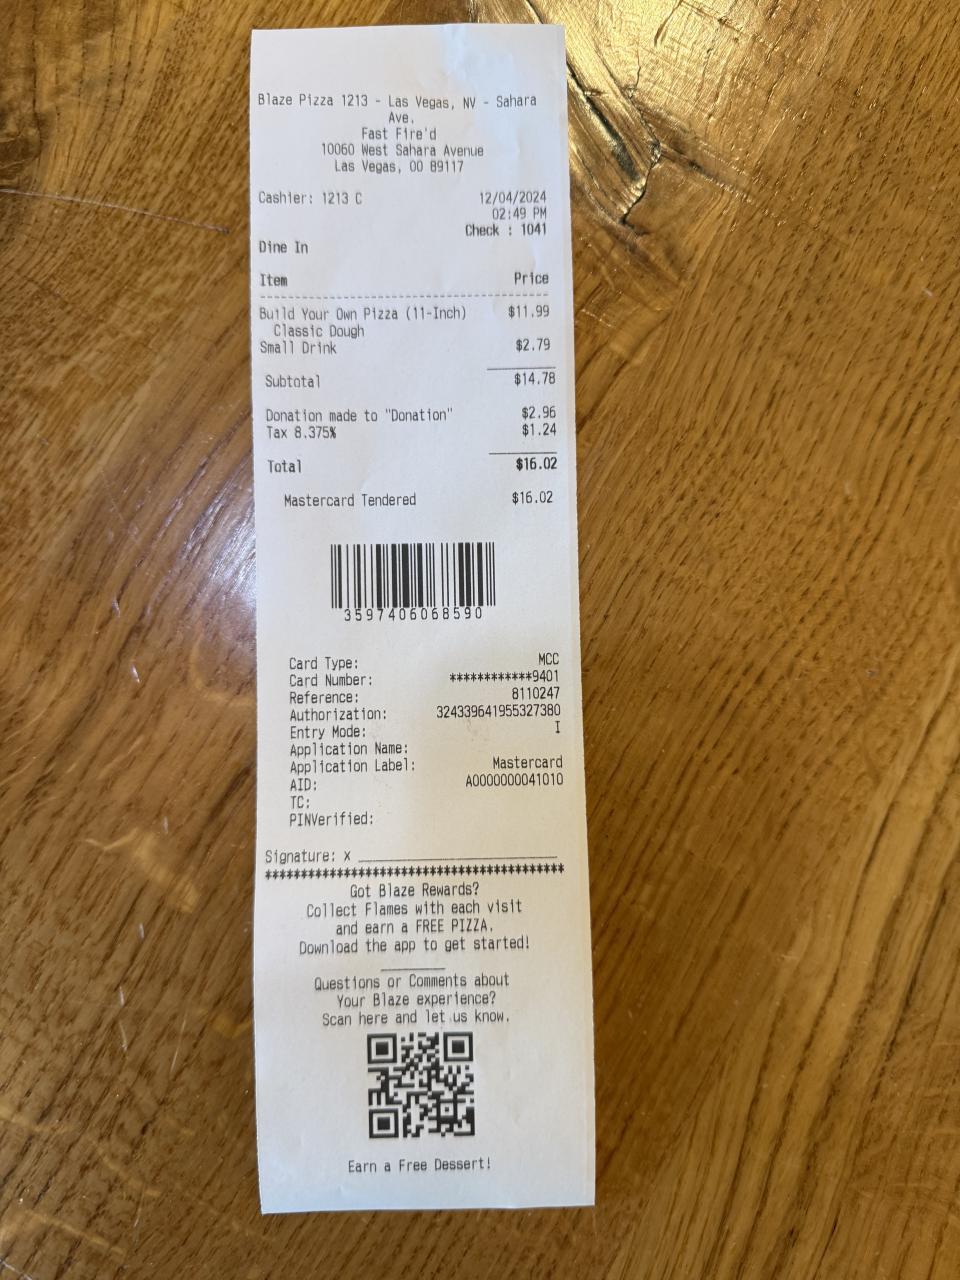 Blaze Pizza 1213 - Las Vegas, NV - Sahara
Ave.
Fast Fire'd
10060 West Sahara Avenue
Las Vegas, OO 89117
Cashier: 1213 C 12/04/2024
02:49 PM
Check : 1041
Dine In
Item Price
Build Your Own Pizza (11-Inch) $11.99
Classic Dough
Small Drink $2.79
Subtotal $14.78
Donation made to "Donation" $2.96
Tax 8.375% $1.24
Total $16.02
Mastercard Tendered $16.02
3597406068590
Card Type: MCC
Card Number: ************9401
Reference: 8110247
Authorization: 324339641955327380
Entry Mode: I
Application Name:
Application Label: Mastercard
AID: A0000000041010
TC:
PINVerified:
Signature: x ____________________________
*******************************************
Got Blaze Rewards?
Collect Flames with each visit
and earn a FREE PIZZA.
Download the app to get started!
Questions or Comments about
Your Blaze experience?
Scan here and let us know.
Earn a Free Dessert!